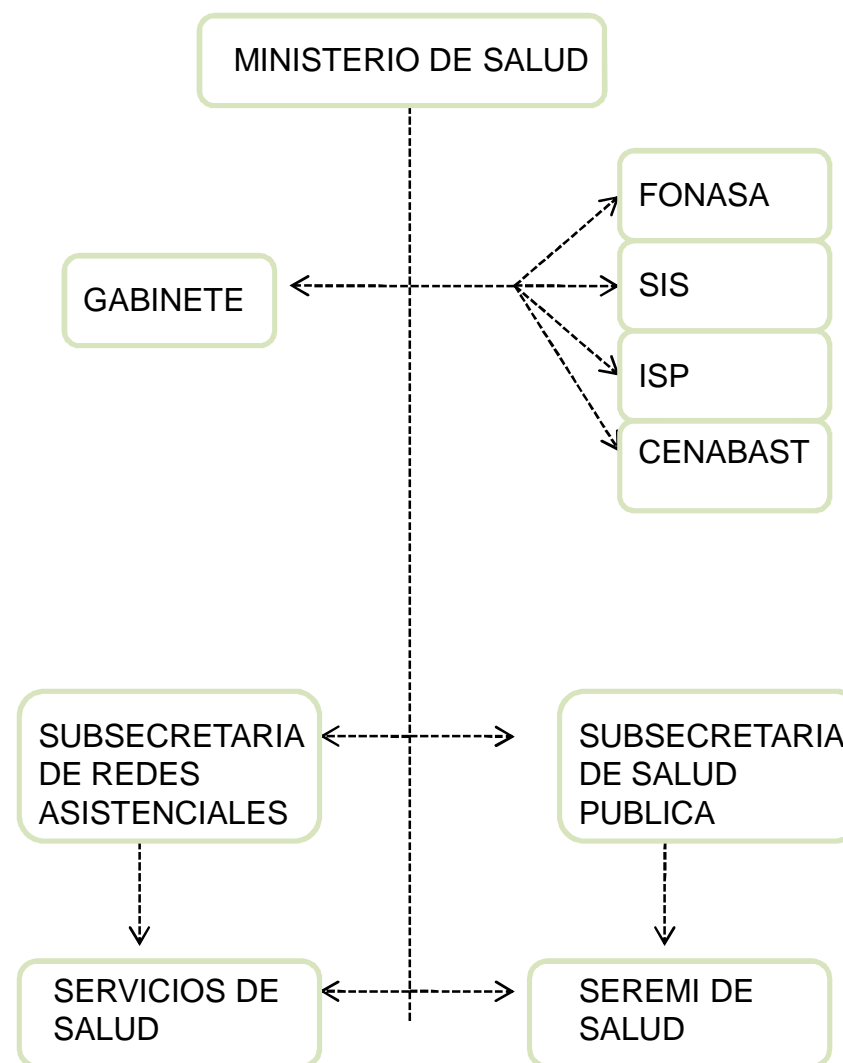 MINISTERIO DE SALUD
FONASA
SIS
GABINETE
ISP
CENABAST
SUBSECRETARIA
DE REDES
ASISTENCIALES
SUBSECRETARIA
DE SALUD
PUBLICA
SERVICIOS DE
SALUD
SEREMI DE
SALUD